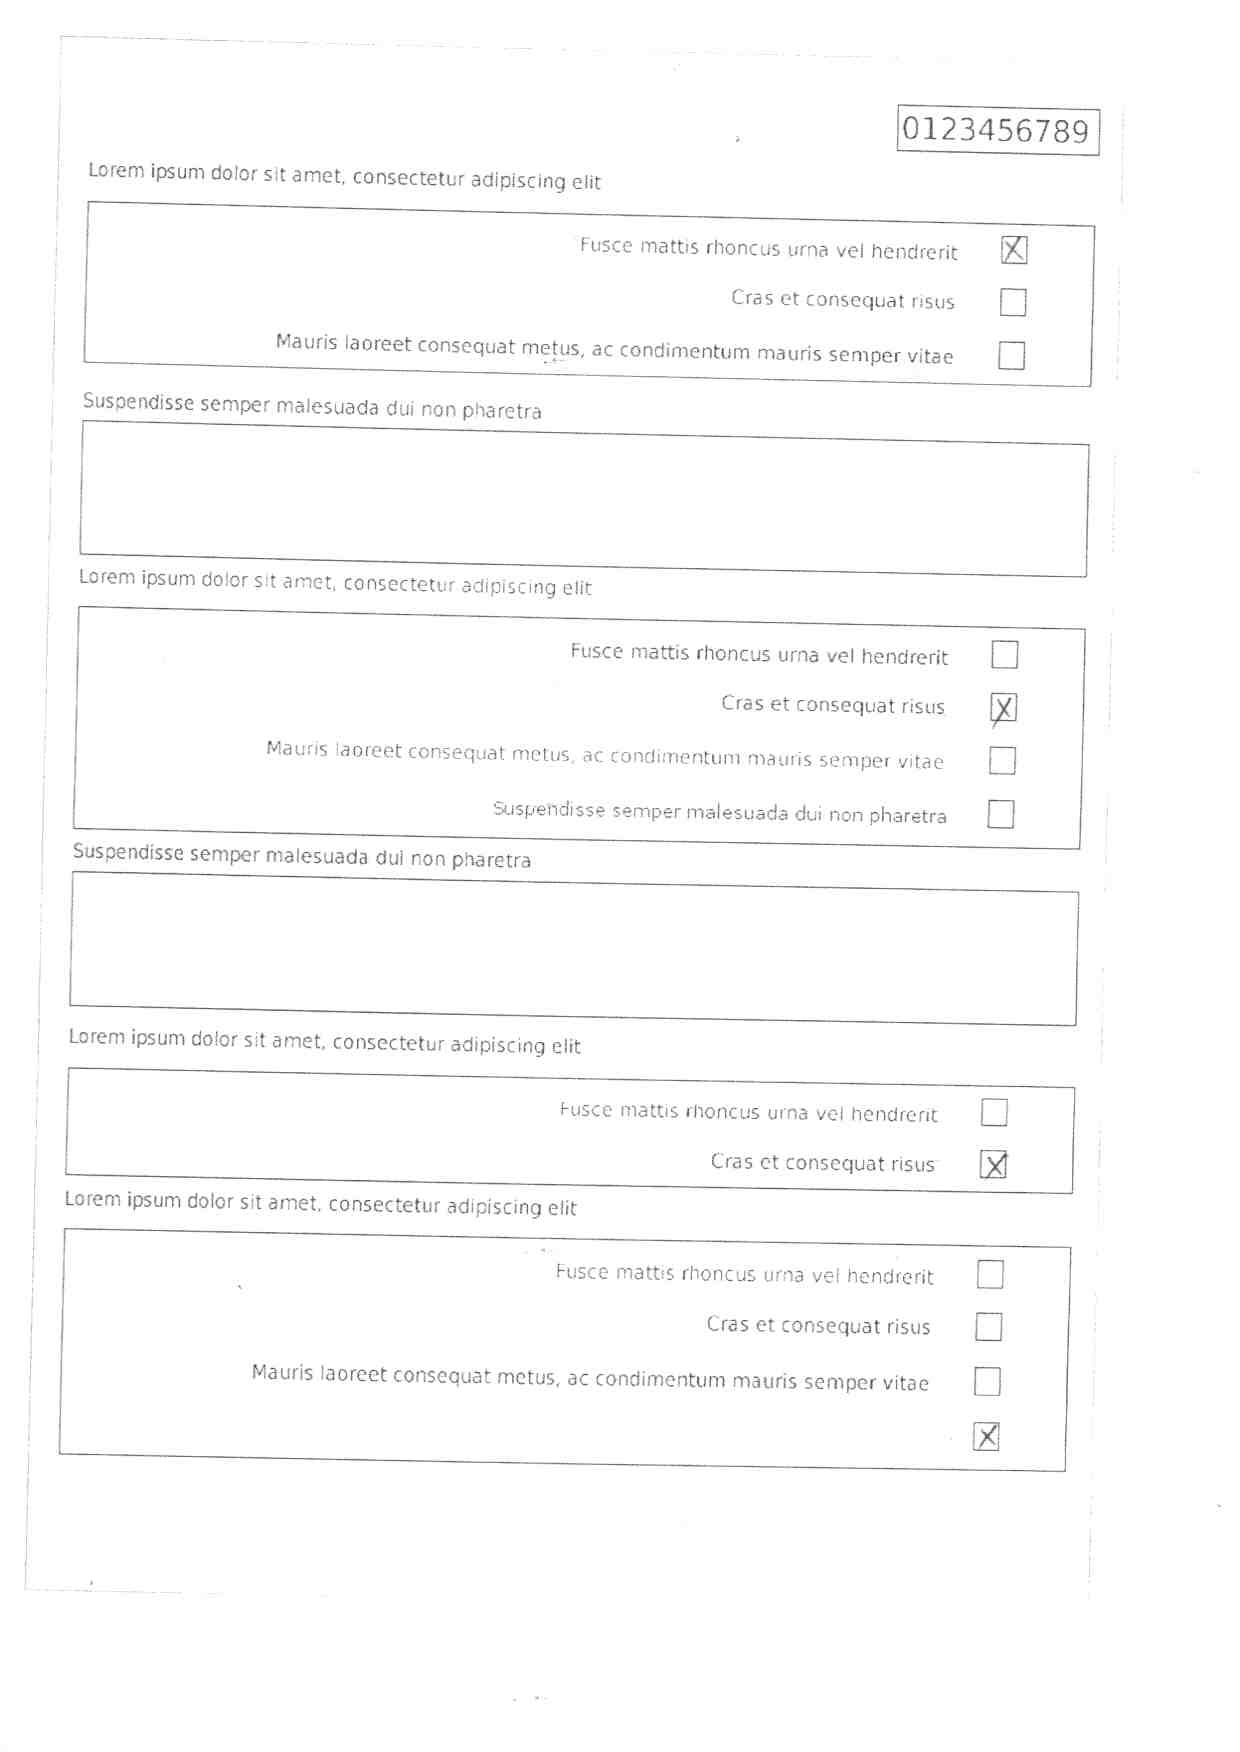 0123456789
Lorem ipsum dolor sit amet, consectetur adipiscing elit
Fusce mattis rhoncus urna vel hendrerit
Cras et consequat risus
Mauris laoreet consequat metus, ac condimentum mauris semper vitae
Suspendisse semper malesuada dui non pharetra
Lorem ipsum dolor sit amet, consectetur adipiscing elit
Fusce mattis rhoncus urna vel hendrerit
Cras et consequat risus
Mauris laoreet consequat metus, ac condimentum mauris semper vitae
Suspendisse semper malesuada dui non pharetra
Suspendisse semper malesuada dui non pharetra
Lorem ipsum dolor sit amet, consectetur adipiscing elit
Fusce mattis rhoncus urna vel hendrerit
Cras et consequat risus
Lorem ipsum dolor sit amet, consectetur adipiscing elit
Fusce mattis rhoncus urna vel hendrerit
Cras et consequat risus
Mauris laoreet consequat metus, ac condimentum mauris semper vitae